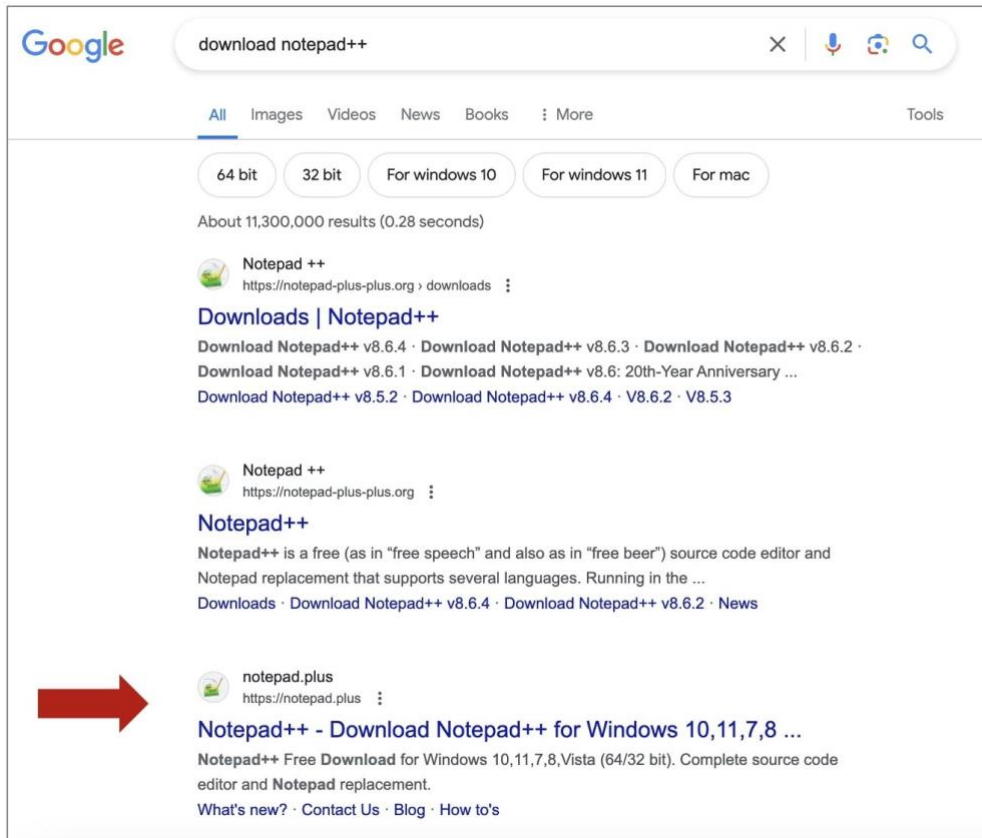 Google
download notepad++
All Images Videos News Books More Tools
64 bit 32 bit For windows 10 For windows 11 For mac
About 11,300,000 results (0.28 seconds)
Notepad ++
https://notepad-plus-plus.org › downloads
Downloads | Notepad++
Download Notepad++ v8.6.4 · Download Notepad++ v8.6.3 · Download Notepad++ v8.6.2 ·
Download Notepad++ v8.6.1 · Download Notepad++ v8.6: 20th-Year Anniversary ...
Download Notepad++ v8.5.2 · Download Notepad++ v8.6.4 · V8.6.2 · V8.5.3
Notepad ++
https://notepad-plus-plus.org
Notepad++
Notepad++ is a free (as in “free speech” and also as in “free beer”) source code editor and
Notepad replacement that supports several languages. Running in the ...
Downloads · Download Notepad++ v8.6.4 · Download Notepad++ v8.6.2 · News
notepad.plus
https://notepad.plus
Notepad++ - Download Notepad++ for Windows 10,11,7,8 ...
Notepad++ Free Download for Windows 10,11,7,8,Vista (64/32 bit). Complete source code
editor and Notepad replacement.
What's new? · Contact Us · Blog · How to's